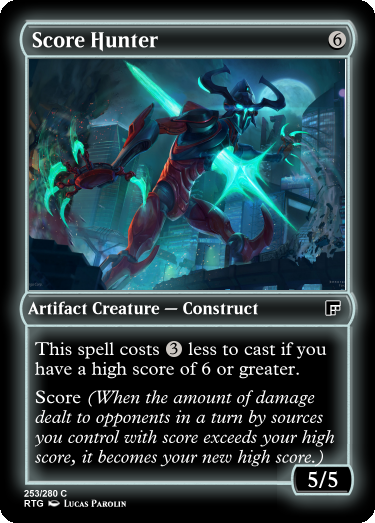 Score Hunter 6
Artifact Creature — Construct
This spell costs 3 less to cast if you
have a high score of 6 or greater.
Score (When the amount of damage
dealt to opponents in a turn by sources
you control with score exceeds your high
score, it becomes your new high score.)
5/5
253/280 C
RTG Lucas Parolin